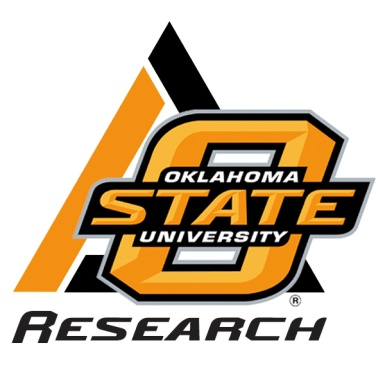 OKLAHOMA
STATE
UNIVERSITY
®
RESEARCH